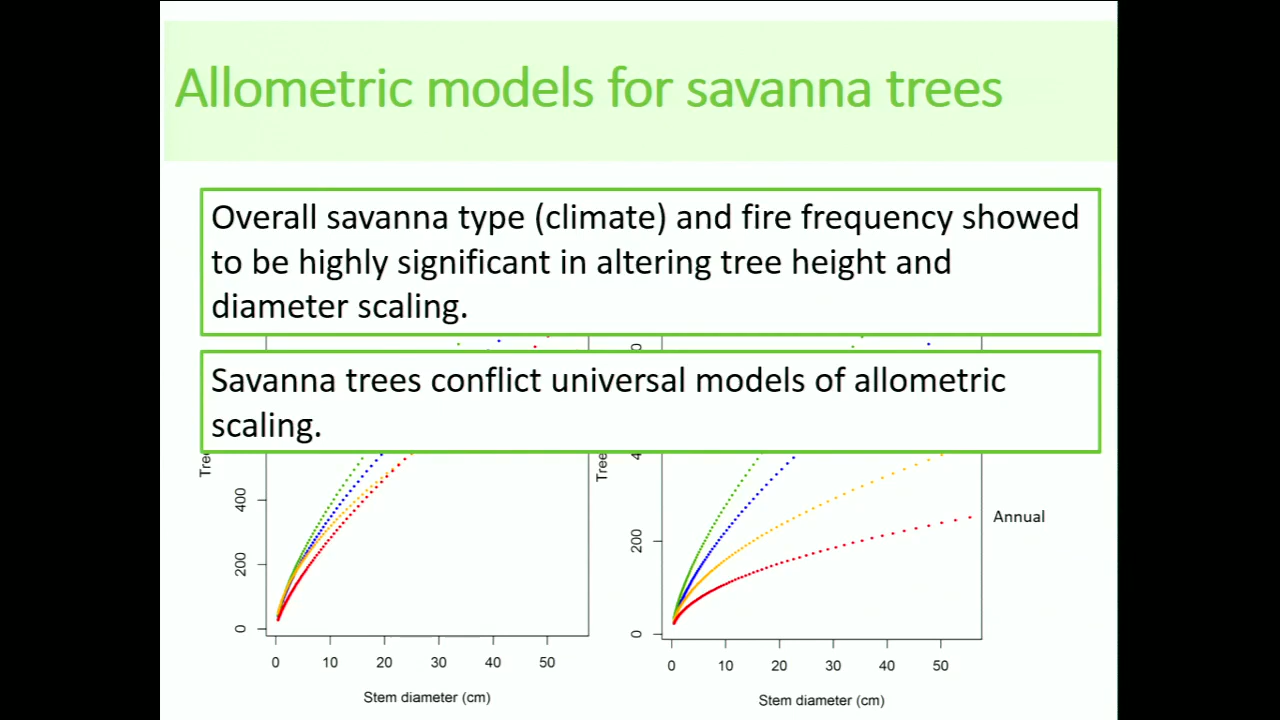 Allometric models for savanna trees
Overall savanna type (climate) and fire frequency showed
to be highly significant in altering tree height and
diameter scaling.
Savanna trees conflict universal models of allometric
scaling.
Tree
400
200
0
0 10 20 30 40 50
Stem diameter (cm)
Tree
200
0
0 10 20 30 40 50
Stem diameter (cm)
Annual